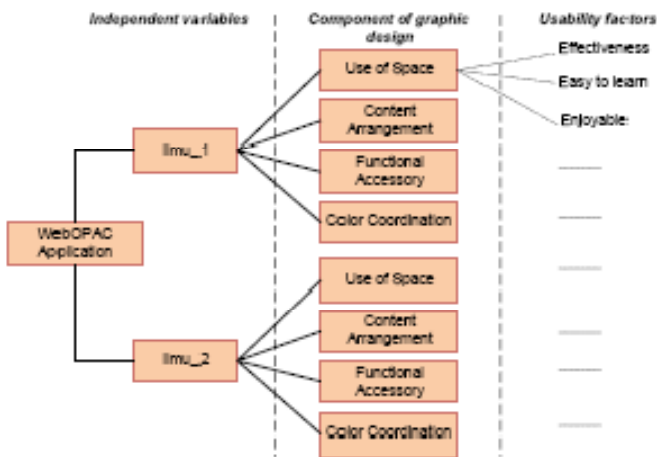 Independent variables
Component of graphic
design
Usability factors
Use of Space
Effectiveness
Easy to learn
Enjoyable
Content
Arrangement
Ilmu_1
Functional
Accessory
Color Coordination
WebOPAC
Application
Use of Space
Content
Arrangement
Ilmu_2
Functional
Accessory
Color Coordination